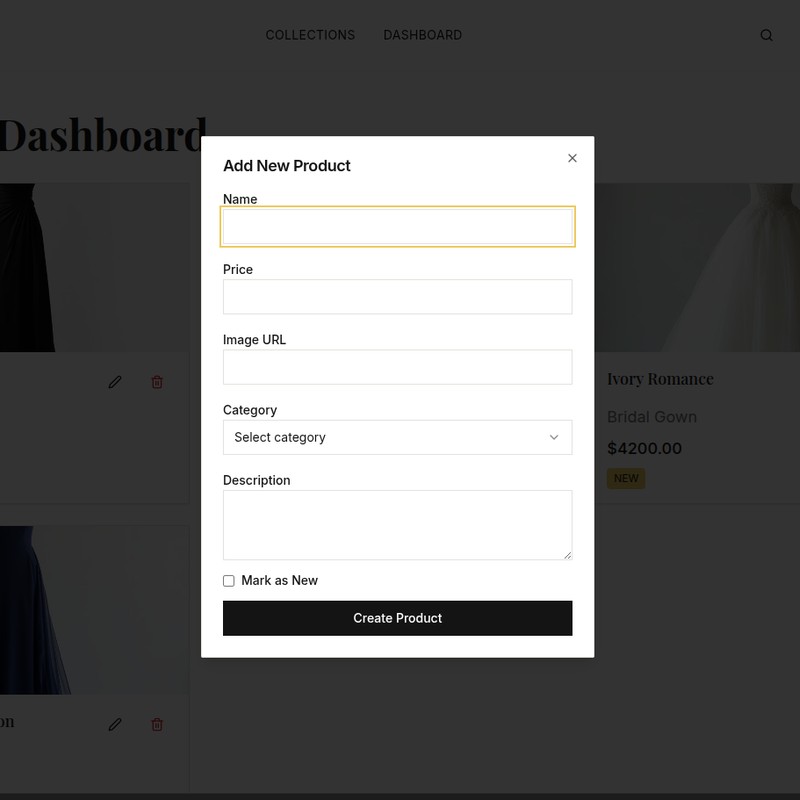 COLLECTIONS DASHBOARD
Dashboard
Add New Product
Name
Price
Image URL
Category
Select category
Description
Mark as New
Create Product
Ivory Romance
Bridal Gown
$4200.00
NEW
on